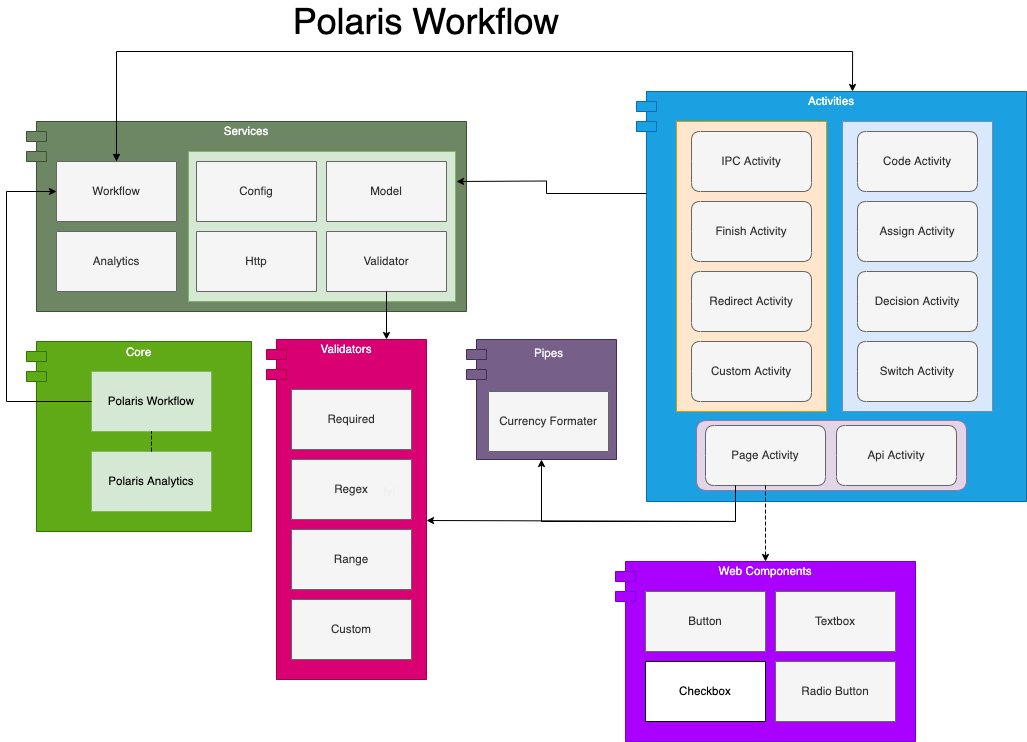 Polaris Workflow
Services
Workflow
Config
Model
Analytics
Http
Validator
Activities
IPC Activity
Code Activity
Finish Activity
Assign Activity
Redirect Activity
Decision Activity
Custom Activity
Switch Activity
Page Activity
Api Activity
Core
Polaris Workflow
Polaris Analytics
Validators
Required
Regex
Range
Custom
Pipes
Currency Formater
Web Components
Button
Textbox
Checkbox
Radio Button